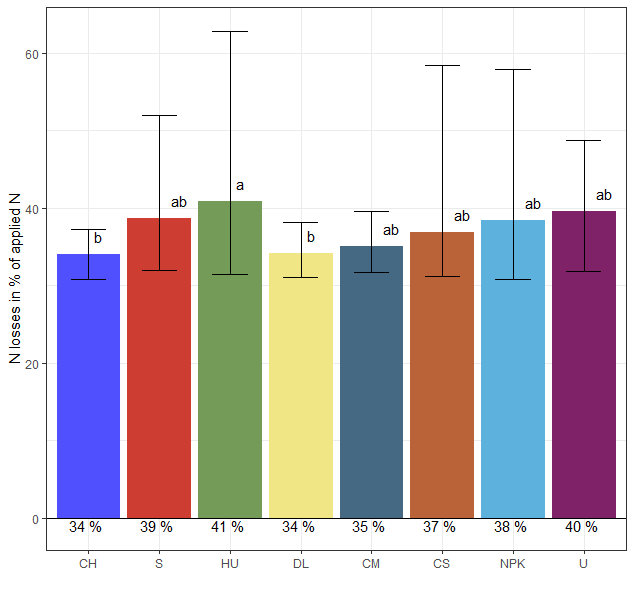 N losses in % of applied N
60
40
20
0
b
ab
a
b
ab
ab
ab
ab
34 % 39 % 41 % 34 % 35 % 37 % 38 % 40 %
CH S HU DL CM CS NPK U